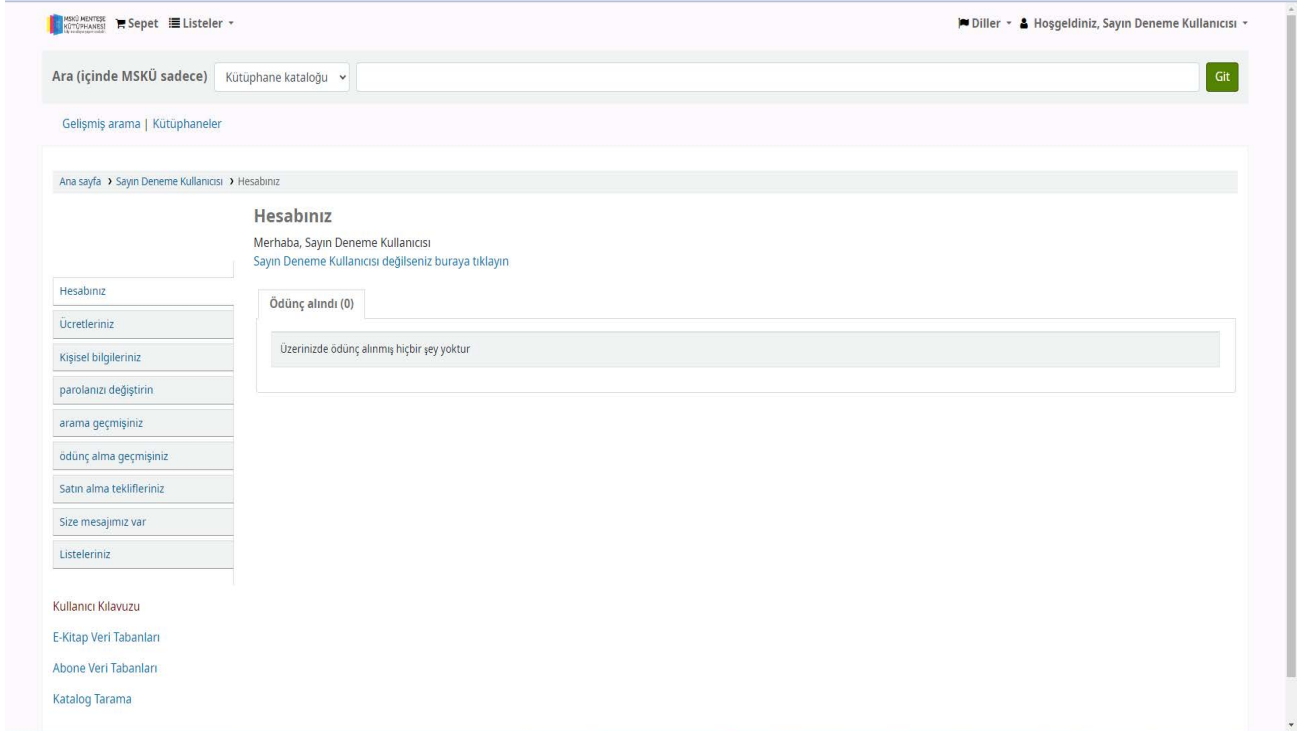 MSKÜ MENTEŞE
KÜTÜPHANESİ
Sepet Listeler
Diller Hoşgeldiniz, Sayın Deneme Kullanıcısı
Ara (içinde MSKÜ sadece) Kütüphane kataloğu Git
Gelişmiş arama | Kütüphaneler
Ana sayfa › Sayın Deneme Kullanıcısı › Hesabınız
Hesabınız
Merhaba, Sayın Deneme Kullanıcısı
Sayın Deneme Kullanıcısı değilseniz buraya tıklayın
Ödünç alındı (0)
Üzerinizde ödünç alınmış hiçbir şey yoktur
Hesabınız
Ücretleriniz
Kişisel bilgileriniz
parolanızı değiştirin
arama geçmişiniz
ödünç alma geçmişiniz
Satın alma teklifleriniz
Size mesajımız var
Listeleriniz
Kullanıcı Kılavuzu
E-Kitap Veri Tabanları
Abone Veri Tabanları
Katalog Tarama